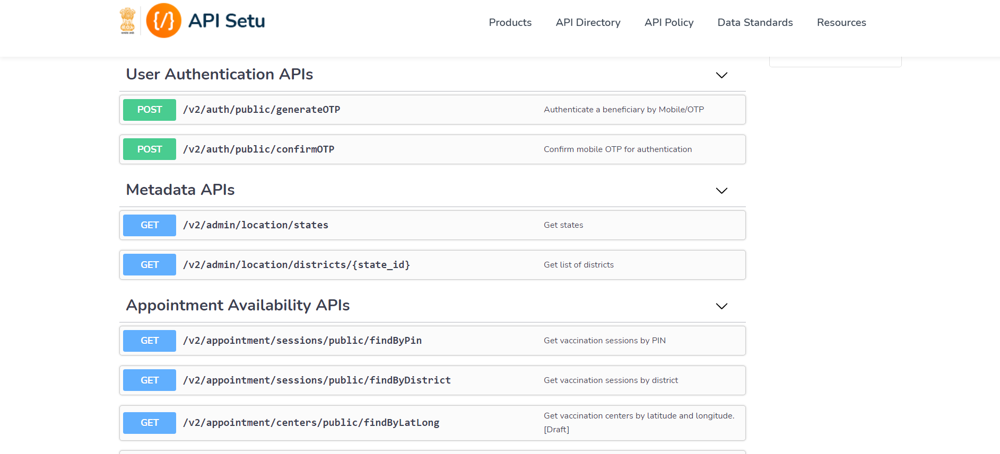 {/} API Setu
Products API Directory API Policy Data Standards Resources
User Authentication APIs
POST /v2/auth/public/generateOTP Authenticate a beneficiary by Mobile/OTP
POST /v2/auth/public/confirmOTP Confirm mobile OTP for authentication
Metadata APIs
GET /v2/admin/location/states Get states
GET /v2/admin/location/districts/{state_id} Get list of districts
Appointment Availability APIs
GET /v2/appointment/sessions/public/findByPin Get vaccination sessions by PIN
GET /v2/appointment/sessions/public/findByDistrict Get vaccination sessions by district
GET /v2/appointment/centers/public/findByLatLong Get vaccination centers by latitude and longitude.
[Draft]